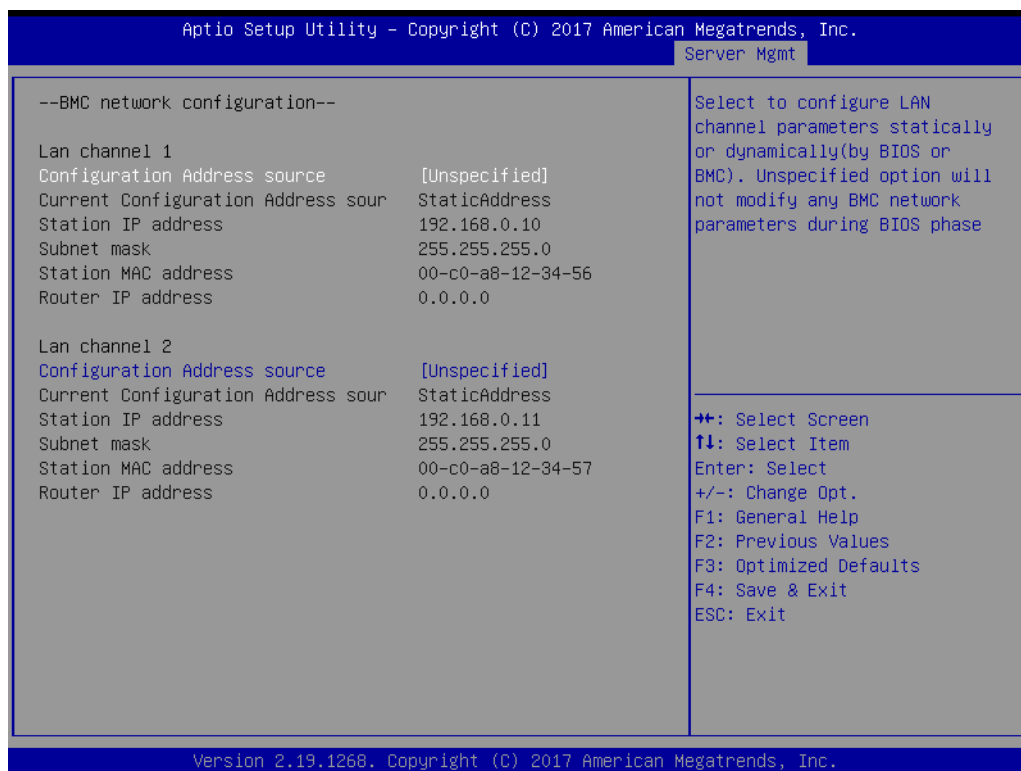 Aptio Setup Utility – Copyright (C) 2017 American Megatrends, Inc.
Server Mgmt
--BMC network configuration--
Lan channel 1
Configuration Address source [Unspecified]
Current Configuration Address sour StaticAddress
Station IP address 192.168.0.10
Subnet mask 255.255.255.0
Station MAC address 00-c0-a8-12-34-56
Router IP address 0.0.0.0
Lan channel 2
Configuration Address source [Unspecified]
Current Configuration Address sour StaticAddress
Station IP address 192.168.0.11
Subnet mask 255.255.255.0
Station MAC address 00-c0-a8-12-34-57
Router IP address 0.0.0.0
Select to configure LAN
channel parameters statically
or dynamically(by BIOS or
BMC). Unspecified option will
not modify any BMC network
parameters during BIOS phase
→←: Select Screen
↑↓: Select Item
Enter: Select
+/-: Change Opt.
F1: General Help
F2: Previous Values
F3: Optimized Defaults
F4: Save & Exit
ESC: Exit
Version 2.19.1268. Copyright (C) 2017 American Megatrends, Inc.